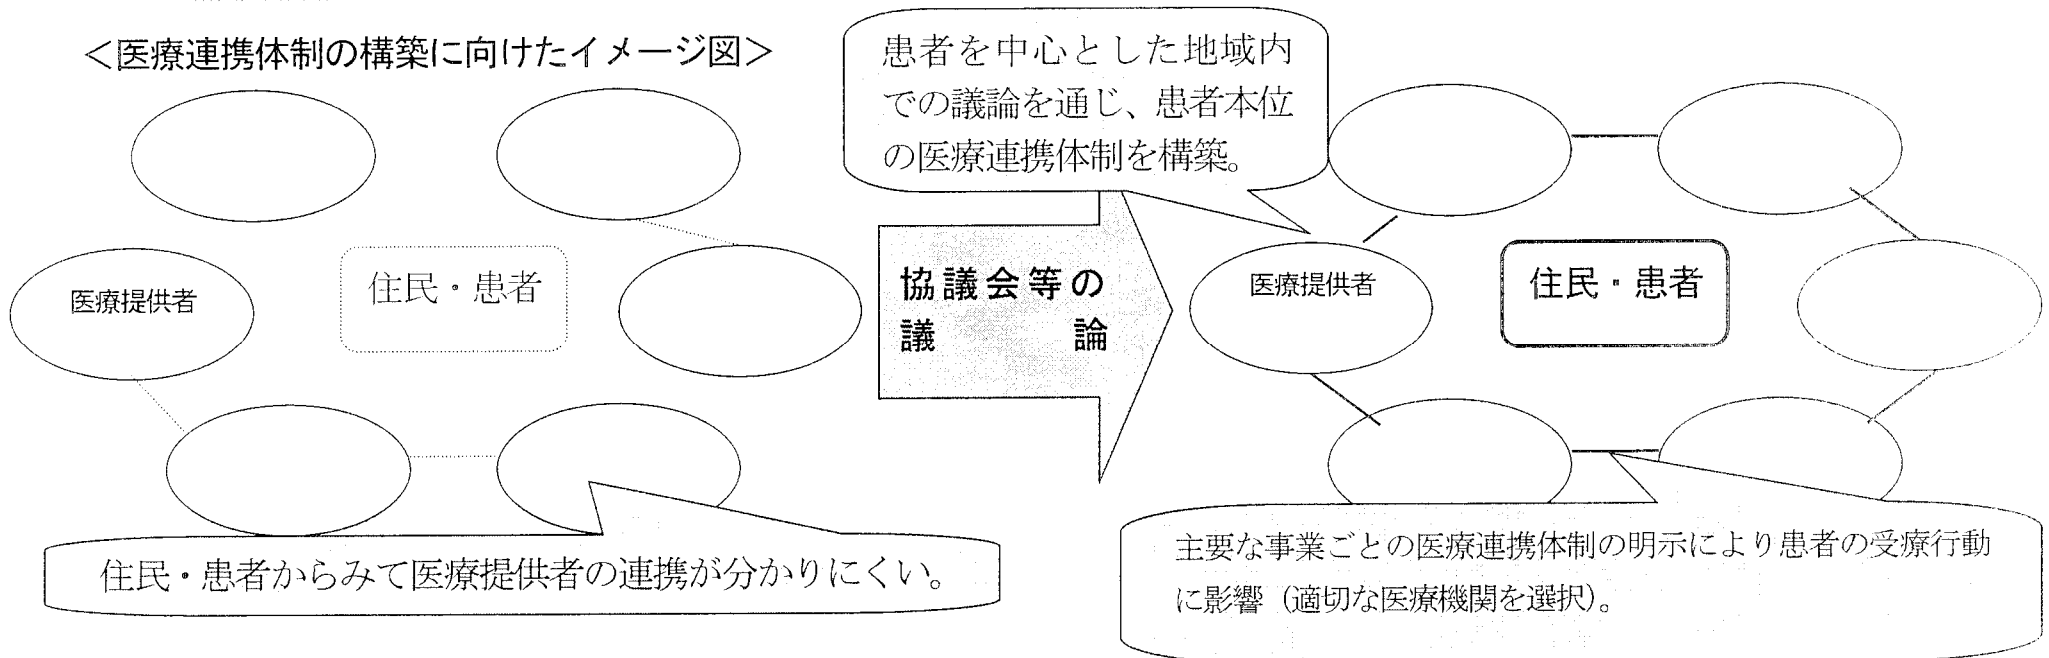 ＜医療連携体制の構築に向けたイメージ図＞
患者を中心とした地域内
での議論を通じ、患者本位
の医療連携体制を構築。
医療提供者
住民・患者
協議会等の
議論
医療提供者
住民・患者
住民・患者からみて医療提供者の連携が分かりにくい。
主要な事業ごとの医療連携体制の明示により患者の受療行動
に影響（適切な医療機関を選択）。